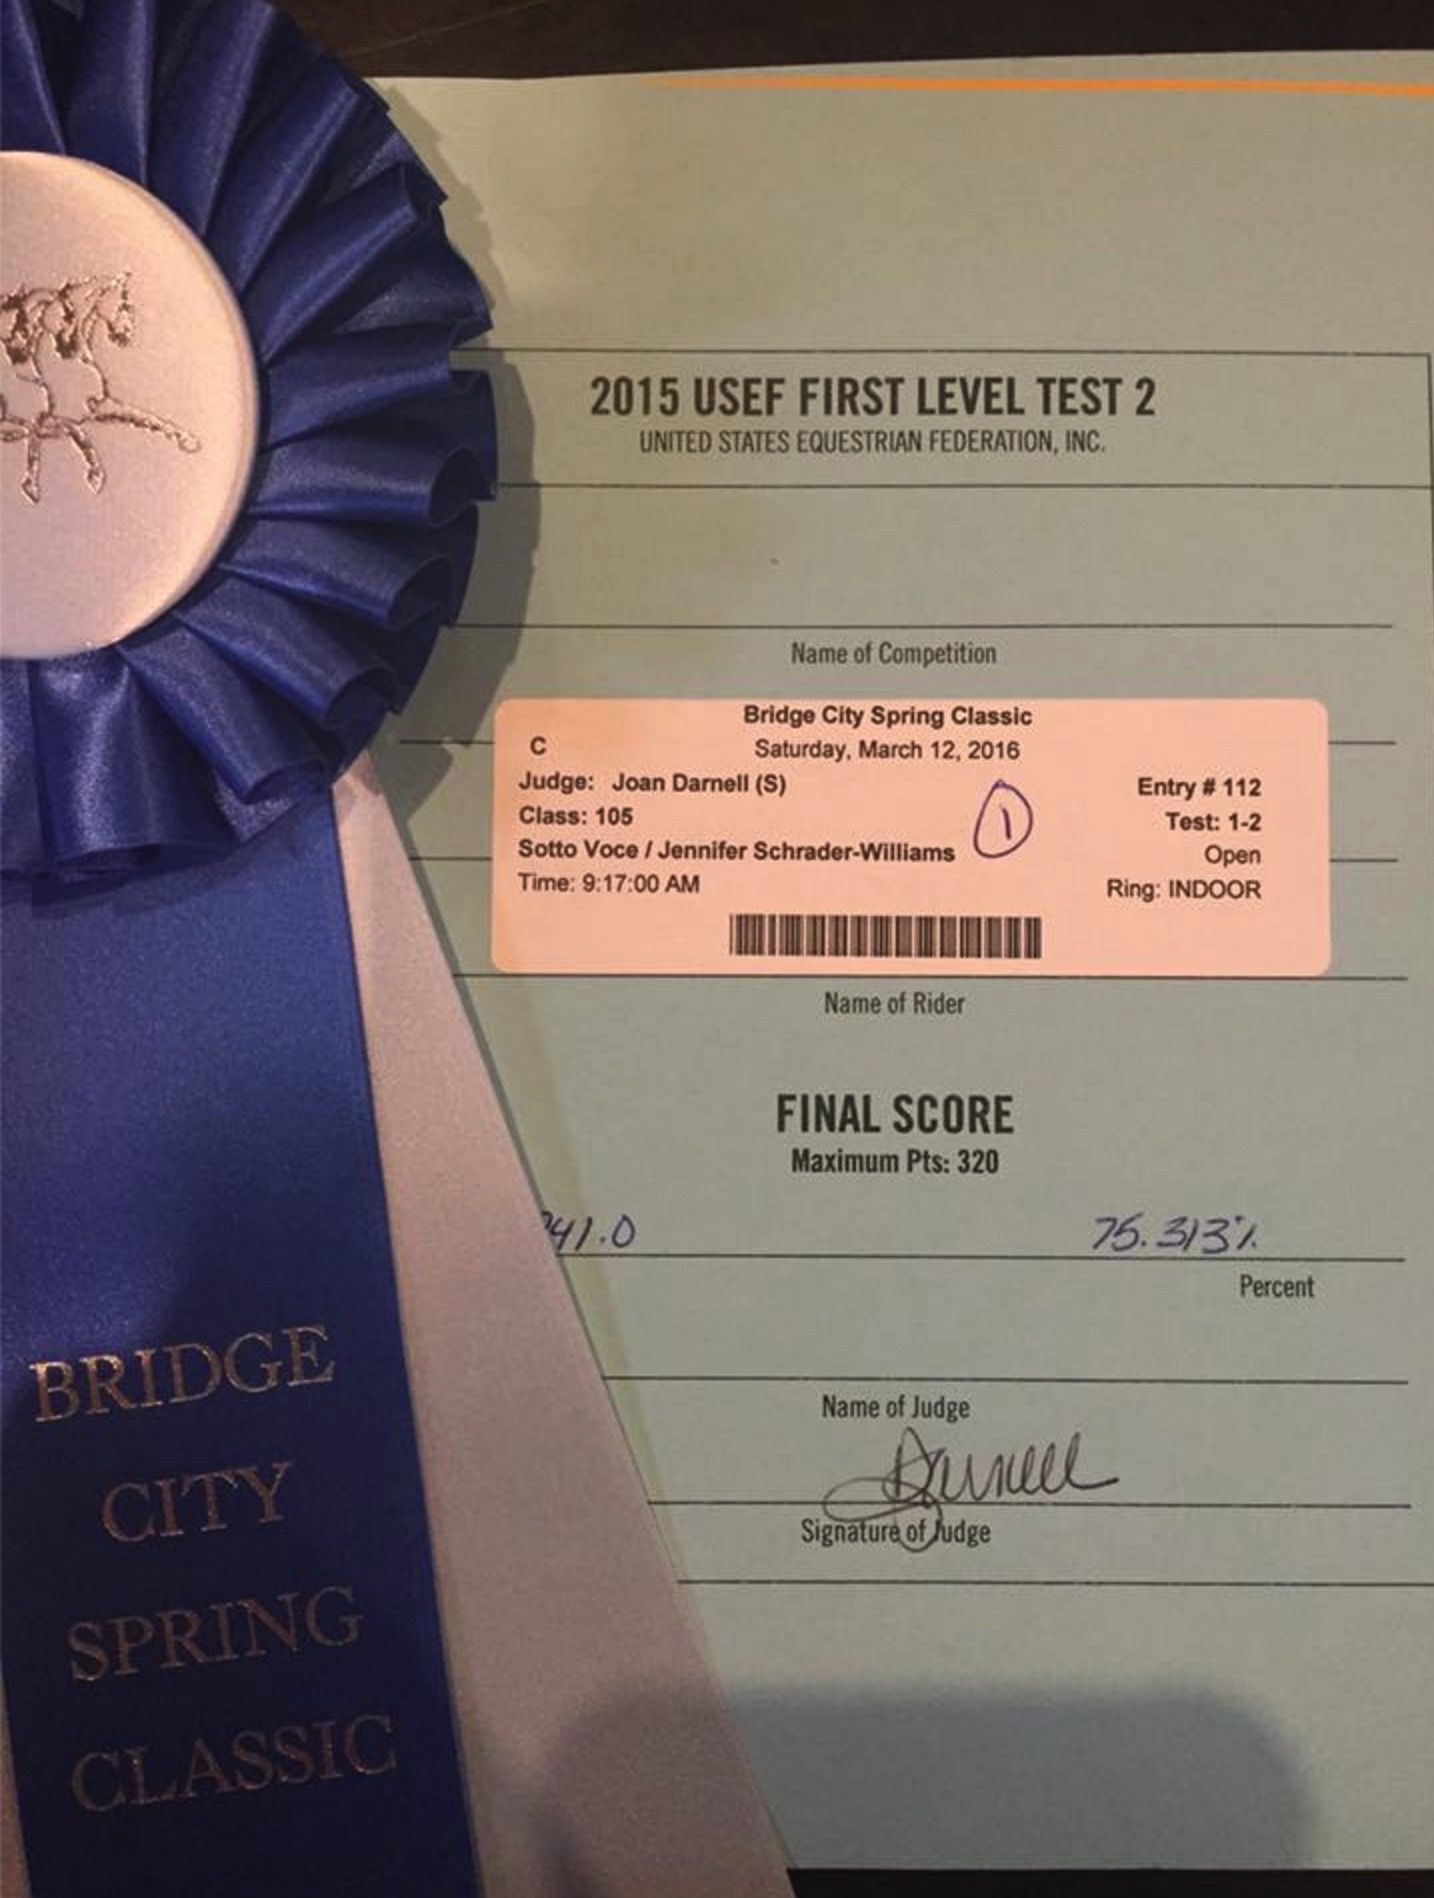 2015 USEF FIRST LEVEL TEST 2
UNITED STATES EQUESTRIAN FEDERATION, INC.
Name of Competition
Bridge City Spring Classic
C Saturday, March 12, 2016
Judge: Joan Darnell (S) Entry # 112
Class: 105 1 Test: 1-2
Sotto Voce / Jennifer Schrader-Williams Open
Time: 9:17:00 AM Ring: INDOOR
Name of Rider
FINAL SCORE
Maximum Pts: 320
241.0 75.313%
Percent
Name of Judge
Darnell
Signature of Judge
BRIDGE
CITY
SPRING
CLASSIC